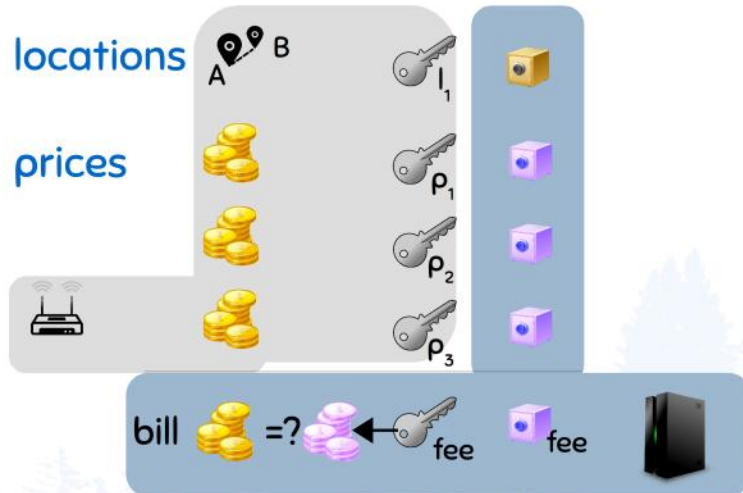 locations A B l₁
prices ρ₁
ρ₂
ρ₃
bill =? fee fee